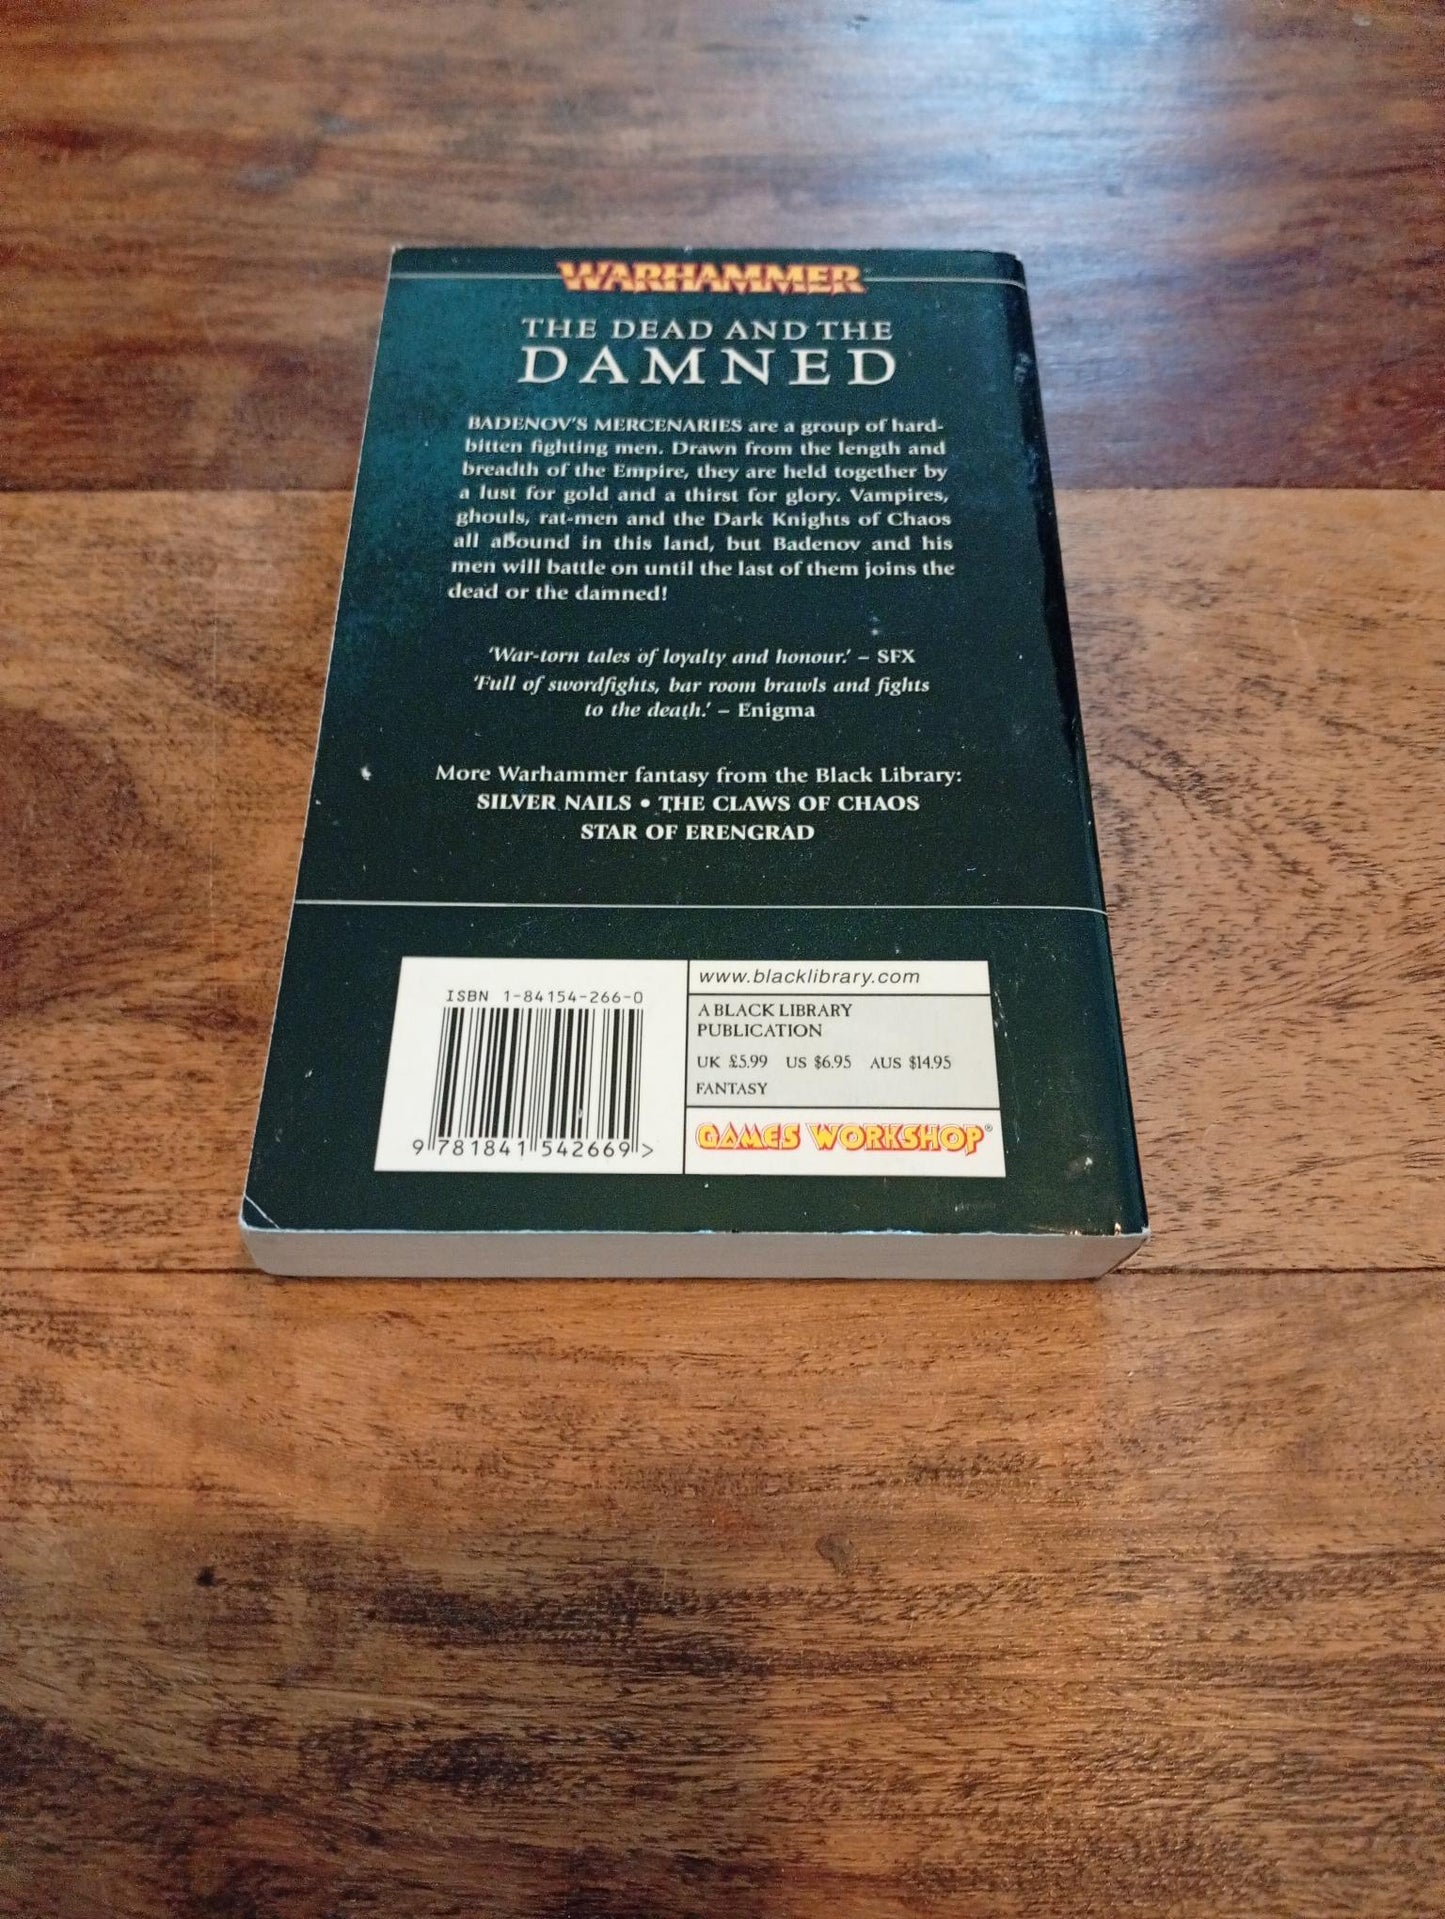 WARHAMMER
THE DEAD AND THE
DAMNED
BADENOV'S MERCENARIES are a group of hard-
bitten fighting men. Drawn from the length and
breadth of the Empire, they are held together by
a lust for gold and a thirst for glory. Vampires,
ghouls, rat-men and the Dark Knights of Chaos
all abound in this land, but Badenov and his
men will battle on until the last of them joins the
dead or the damned!
'War-torn tales of loyalty and honour.' – SFX
'Full of swordfights, bar room brawls and fights
to the death.' – Enigma
More Warhammer fantasy from the Black Library:
SILVER NAILS • THE CLAWS OF CHAOS
STAR OF ERENGRAD
ISBN 1-84154-266-0
9 781841 542669 >
www.blacklibrary.com
A BLACK LIBRARY
PUBLICATION
UK £5.99 US $6.95 AUS $14.95
FANTASY
GAMES WORKSHOP®